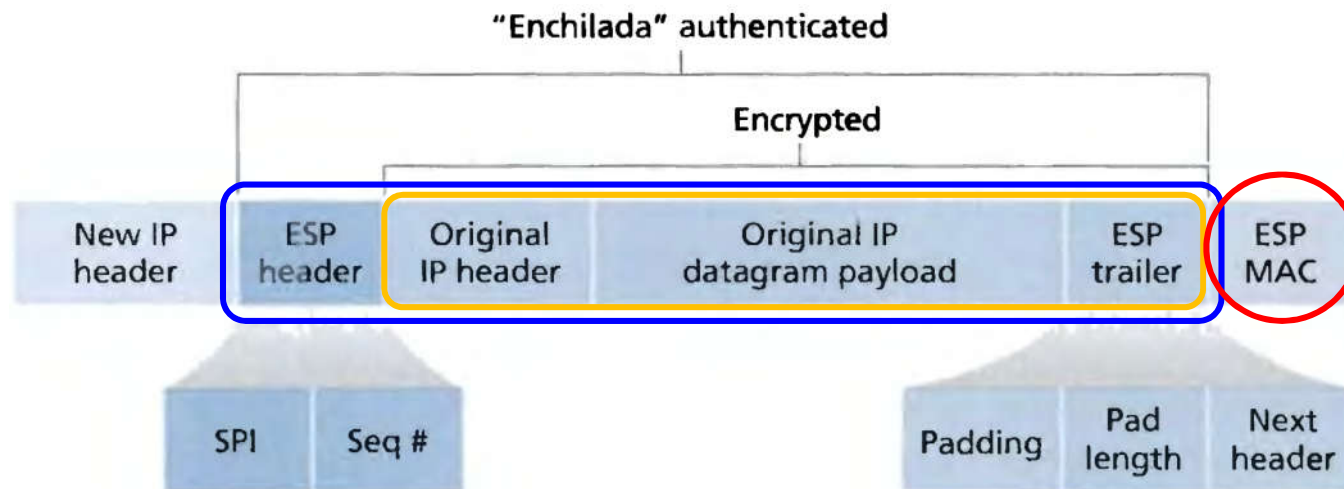 "Enchilada" authenticated
Encrypted
New IP
header
ESP
header
Original
IP header
Original IP
datagram payload
ESP
trailer
ESP
MAC
SPI
Seq #
Padding
Pad
length
Next
header